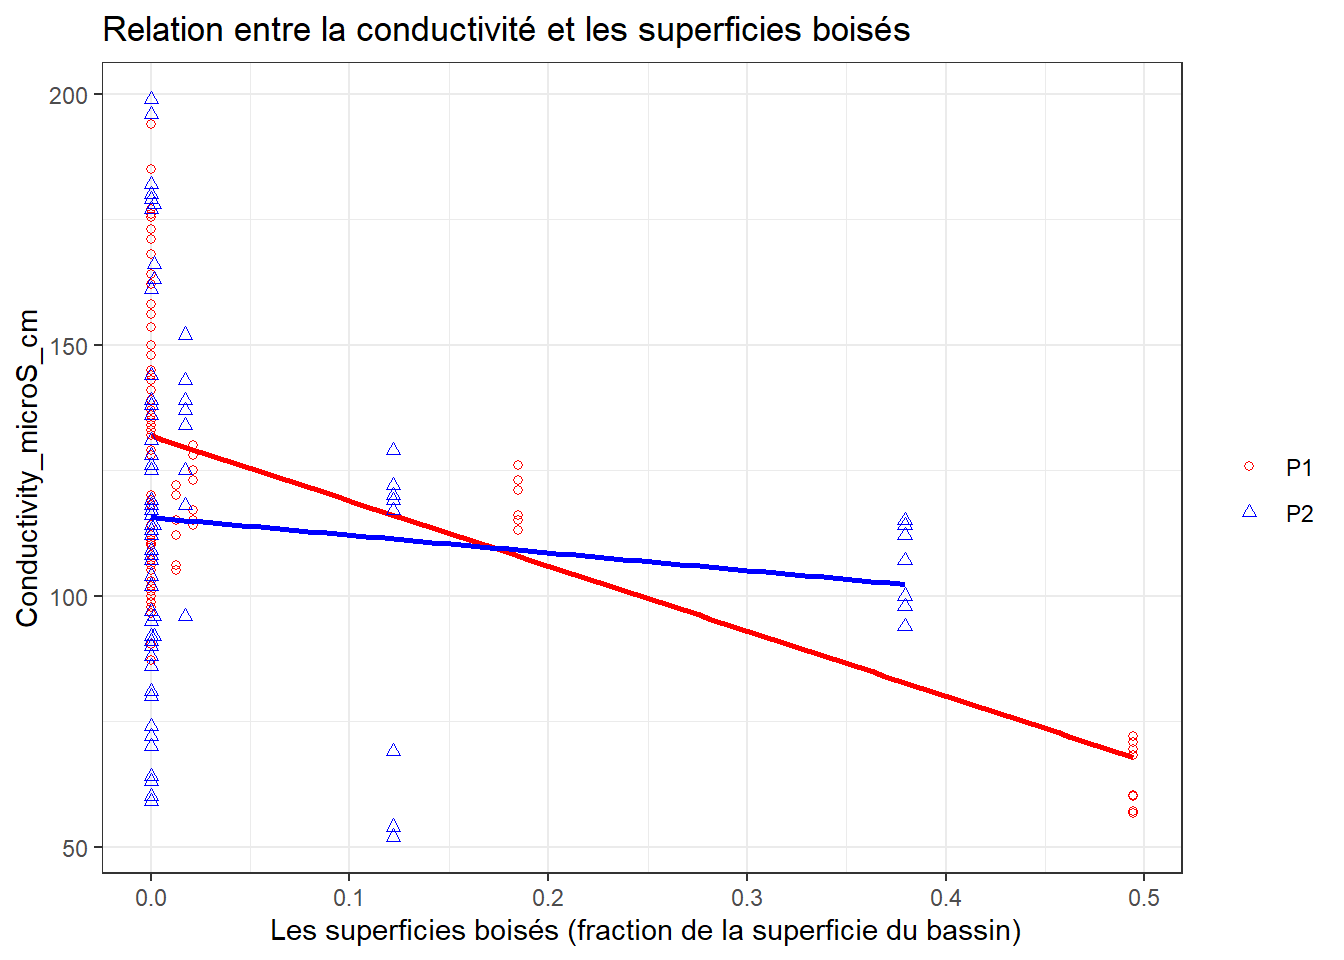 Relation entre la conductivité et les superficies boisés
Conductivity_microS_cm
200
150
100
50
0.0
0.1
0.2
0.3
0.4
0.5
Les superficies boisés (fraction de la superficie du bassin)
P1
P2